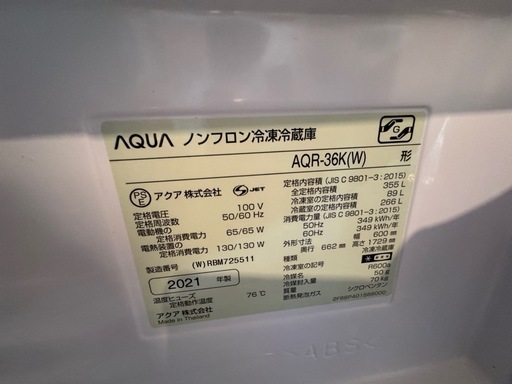 AQUA ノンフロン冷凍冷蔵庫
AQR-36K(W) 形
PSE アクア株式会社 JET
定格電圧 100 V
定格周波数 50/60 Hz
電動機の
定格消費電力 65/65 W
電熱装置の
定格消費電力 130/130 W
製造番号 (W)RBM725511
2021 年製
温度ヒューズ
定格動作温度 76℃
アクア株式会社
Made in Thailand
定格内容積 (JIS C 9801-3:2015)
全定格内容積 355 L
冷凍室の定格内容積 89 L
冷蔵室の定格内容積 266 L
消費電力量 (JIS C 9801-3:2015)
50Hz 349 kWh/年
60Hz 349 kWh/年
外形寸法 幅 600 mm
奥行 662 mm 高さ 1729 mm
種類
冷凍室の記号
冷媒名 R600a
冷媒封入量 50 g
質量 70 kg
断熱発泡ガス シクロペンタン
>ABS<